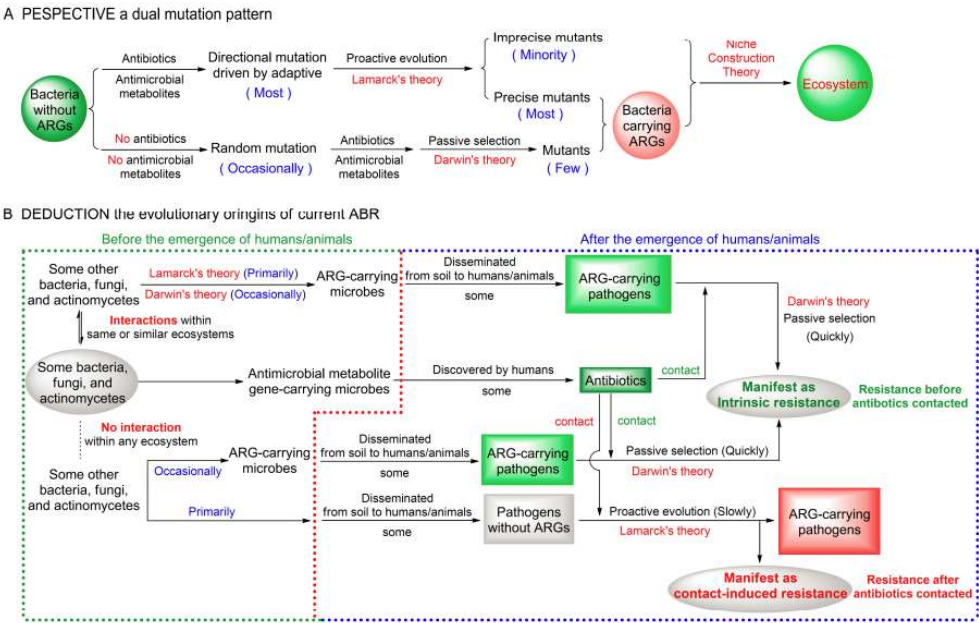 A PESPECTIVE a dual mutation pattern
Bacteria
without
ARGs
Antibiotics
Antimicrobial
metabolites
Directional mutation
driven by adaptive
( Most )
Proactive evolution
Lamarck's theory
Imprecise mutants
( Minority )
Precise mutants
( Most )
No antibiotics
No antimicrobial
metabolites
Random mutation
( Occasionally )
Antibiotics
Antimicrobial
metabolites
Passive selection
Darwin's theory
Mutants
( Few )
Bacteria
carrying
ARGs
Niche
Construction
Theory
Ecosystem
B DEDUCTION the evolutionary oringins of current ABR
Before the emergence of humans/animals
After the emergence of humans/animals
Some other
bacteria, fungi,
and actinomycetes
Lamarck's theory (Primarily)
Darwin's theory (Occasionally)
ARG-carrying
microbes
Disseminated
from soil to humans/animals
some
ARG-carrying
pathogens
Darwin's theory
Passive selection
(Quickly)
Interactions within
same or similar ecosystems
Some bacteria,
fungi, and
actinomycetes
Antimicrobial metabolite
gene-carrying microbes
Discovered by humans
some
Antibiotics
contact
Manifest as
Intrinsic resistance
Resistance before
antibotics contacted
contact
contact
No interaction
within any ecosystem
Some other
bacteria, fungi,
and actinomycetes
Occasionally
ARG-carrying
microbes
Disseminated
from soil to humans/animals
some
ARG-carrying
pathogens
Passive selection (Quickly)
Darwin's theory
Primarily
Disseminated
from soil to humans/animals
some
Pathogens
without ARGs
Proactive evolution (Slowly)
Lamarck's theory
ARG-carrying
pathogens
Manifest as
contact-induced resistance
Resistance after
antibiotics contacted